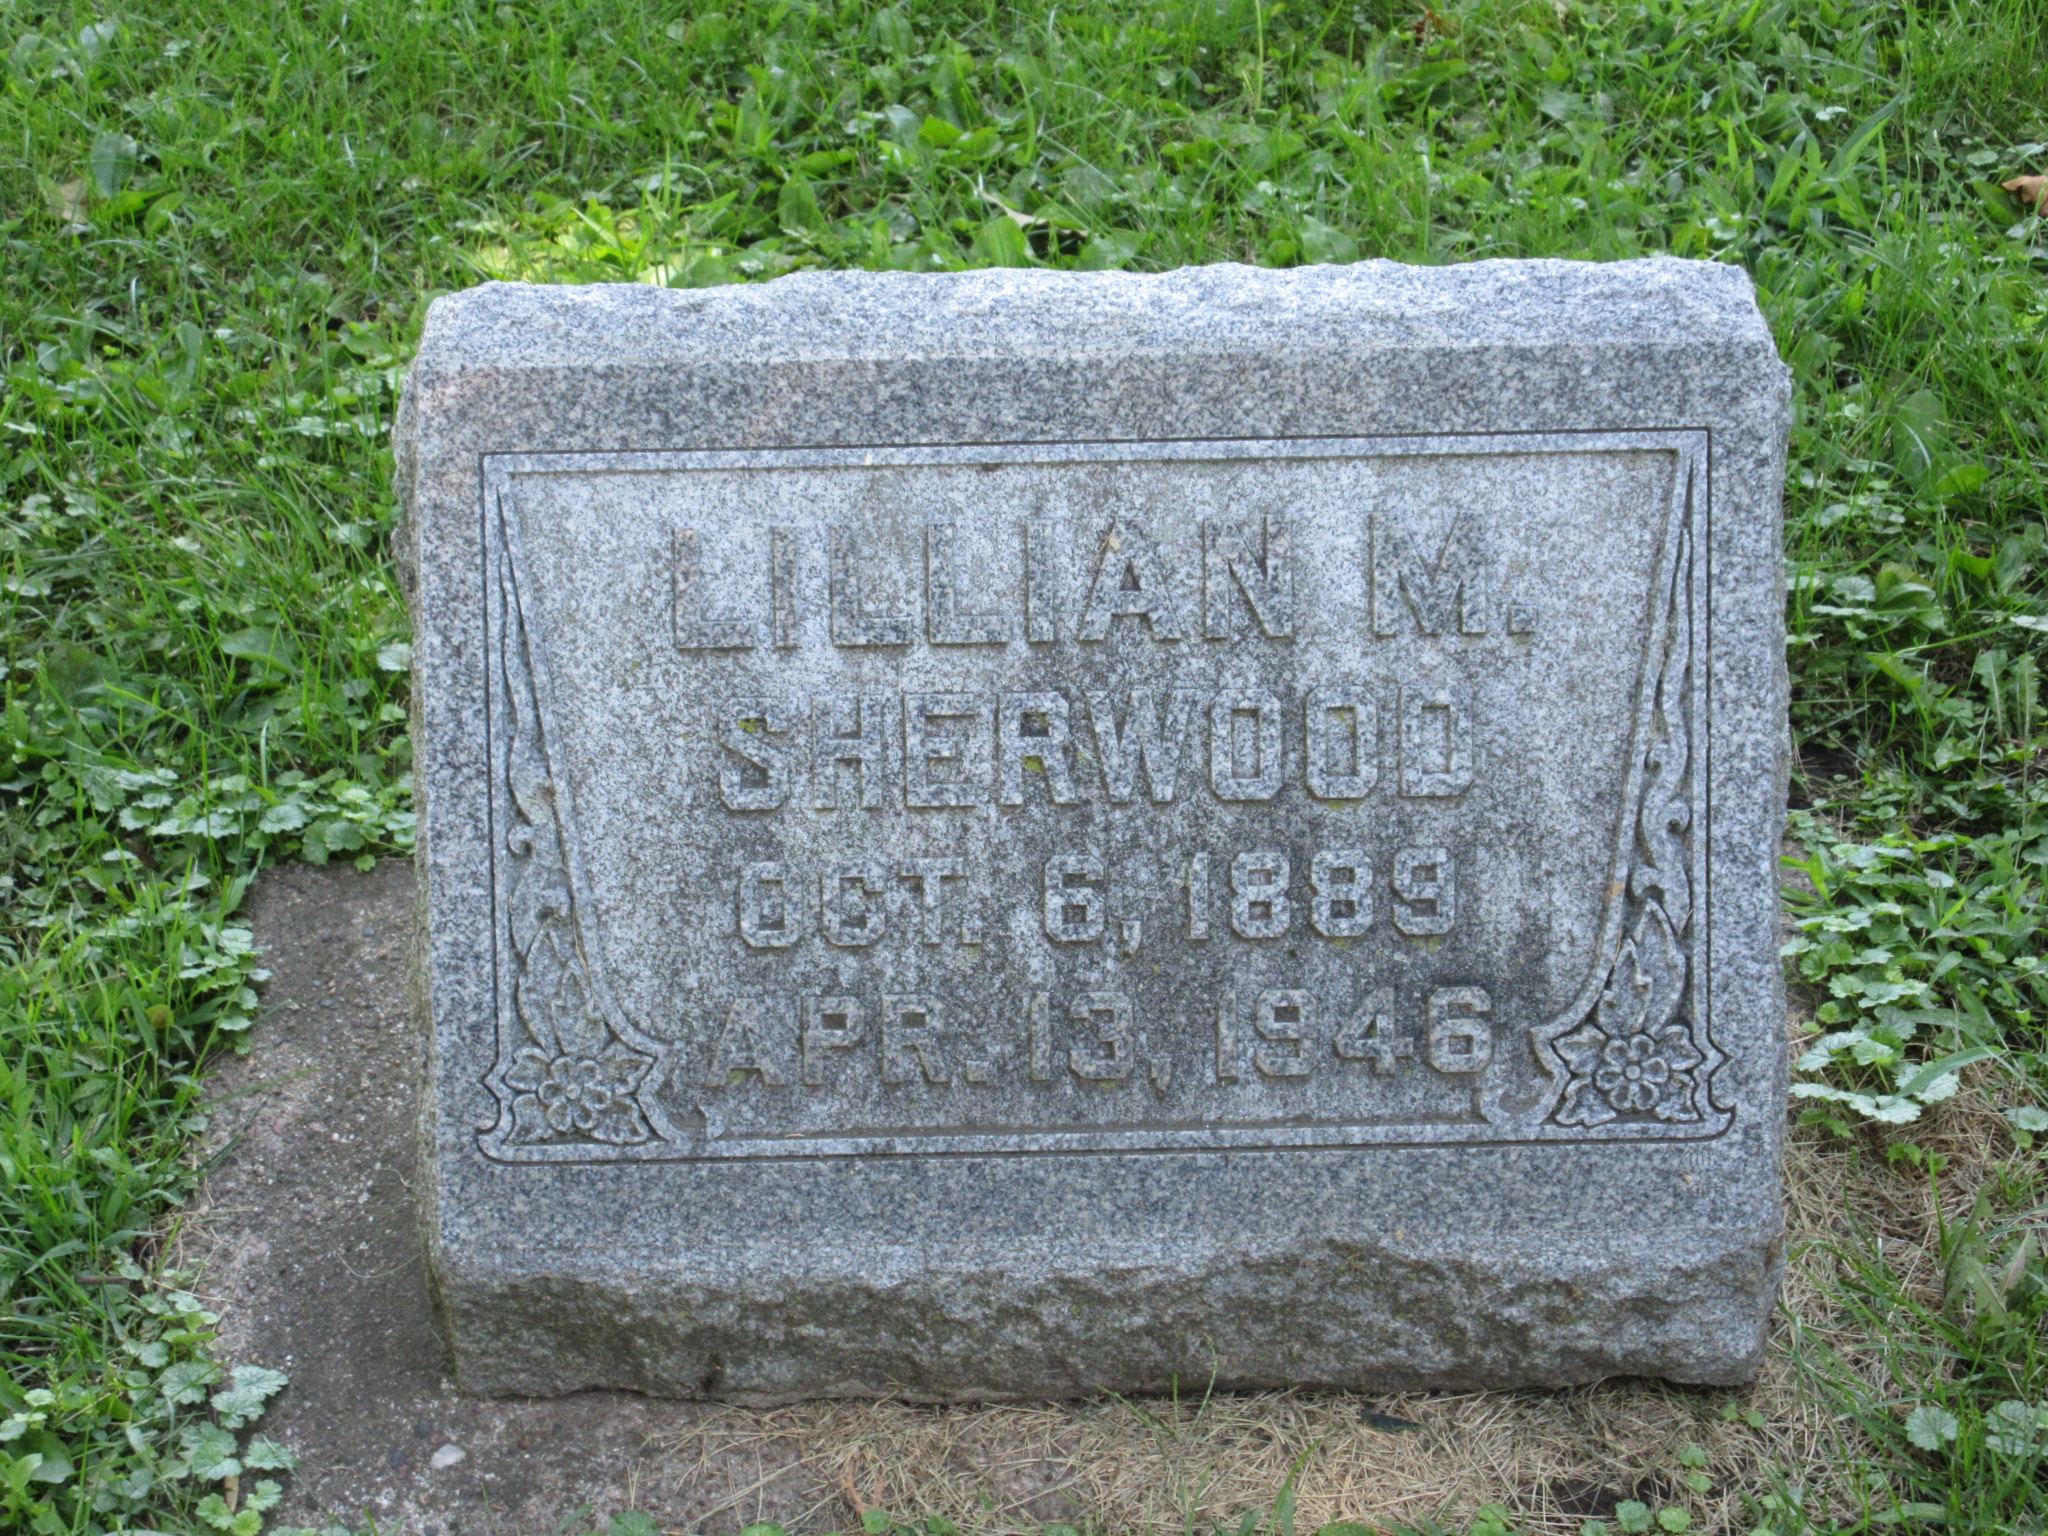 LILLIAN M.
SHERWOOD
OCT. 6, 1889
APR. 13, 1946